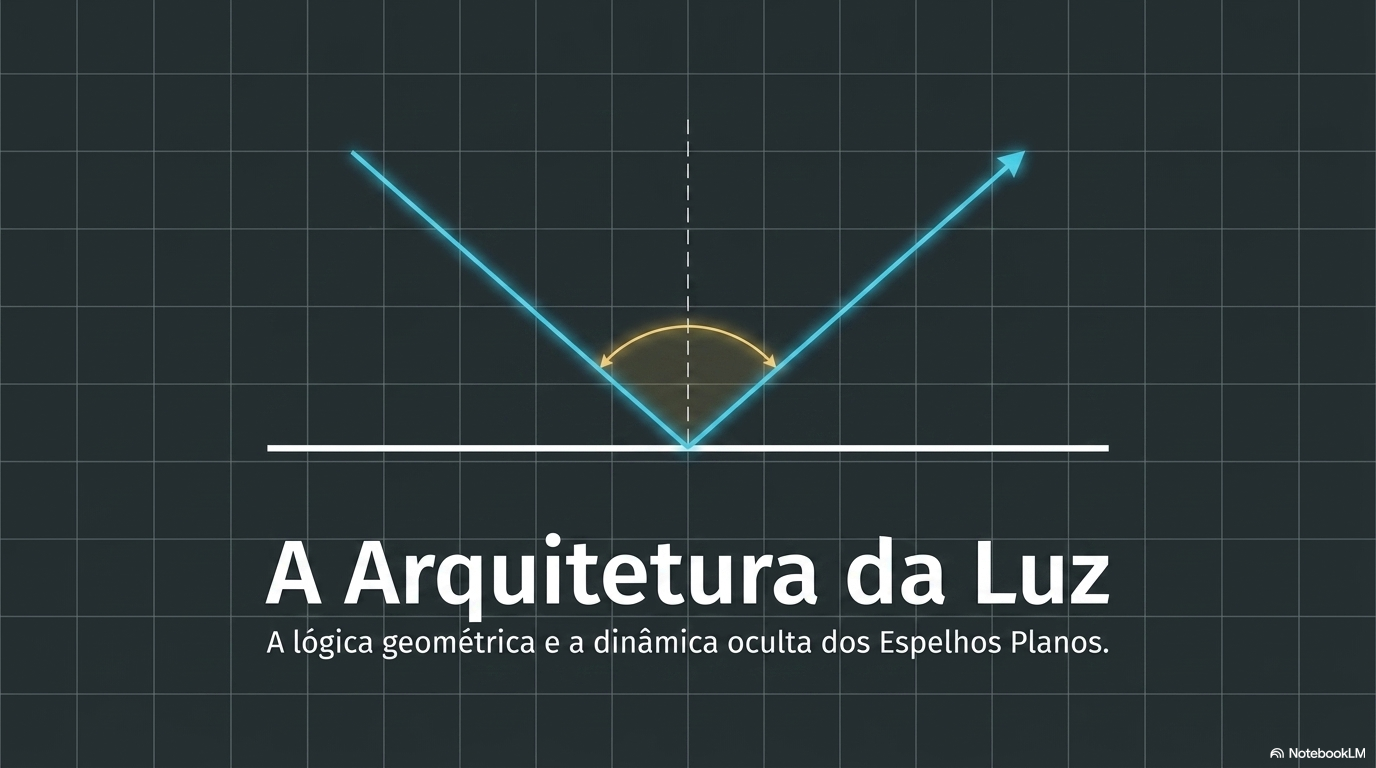 A Arquitetura da Luz
A lógica geométrica e a dinâmica oculta dos Espelhos Planos.
NotebookLM